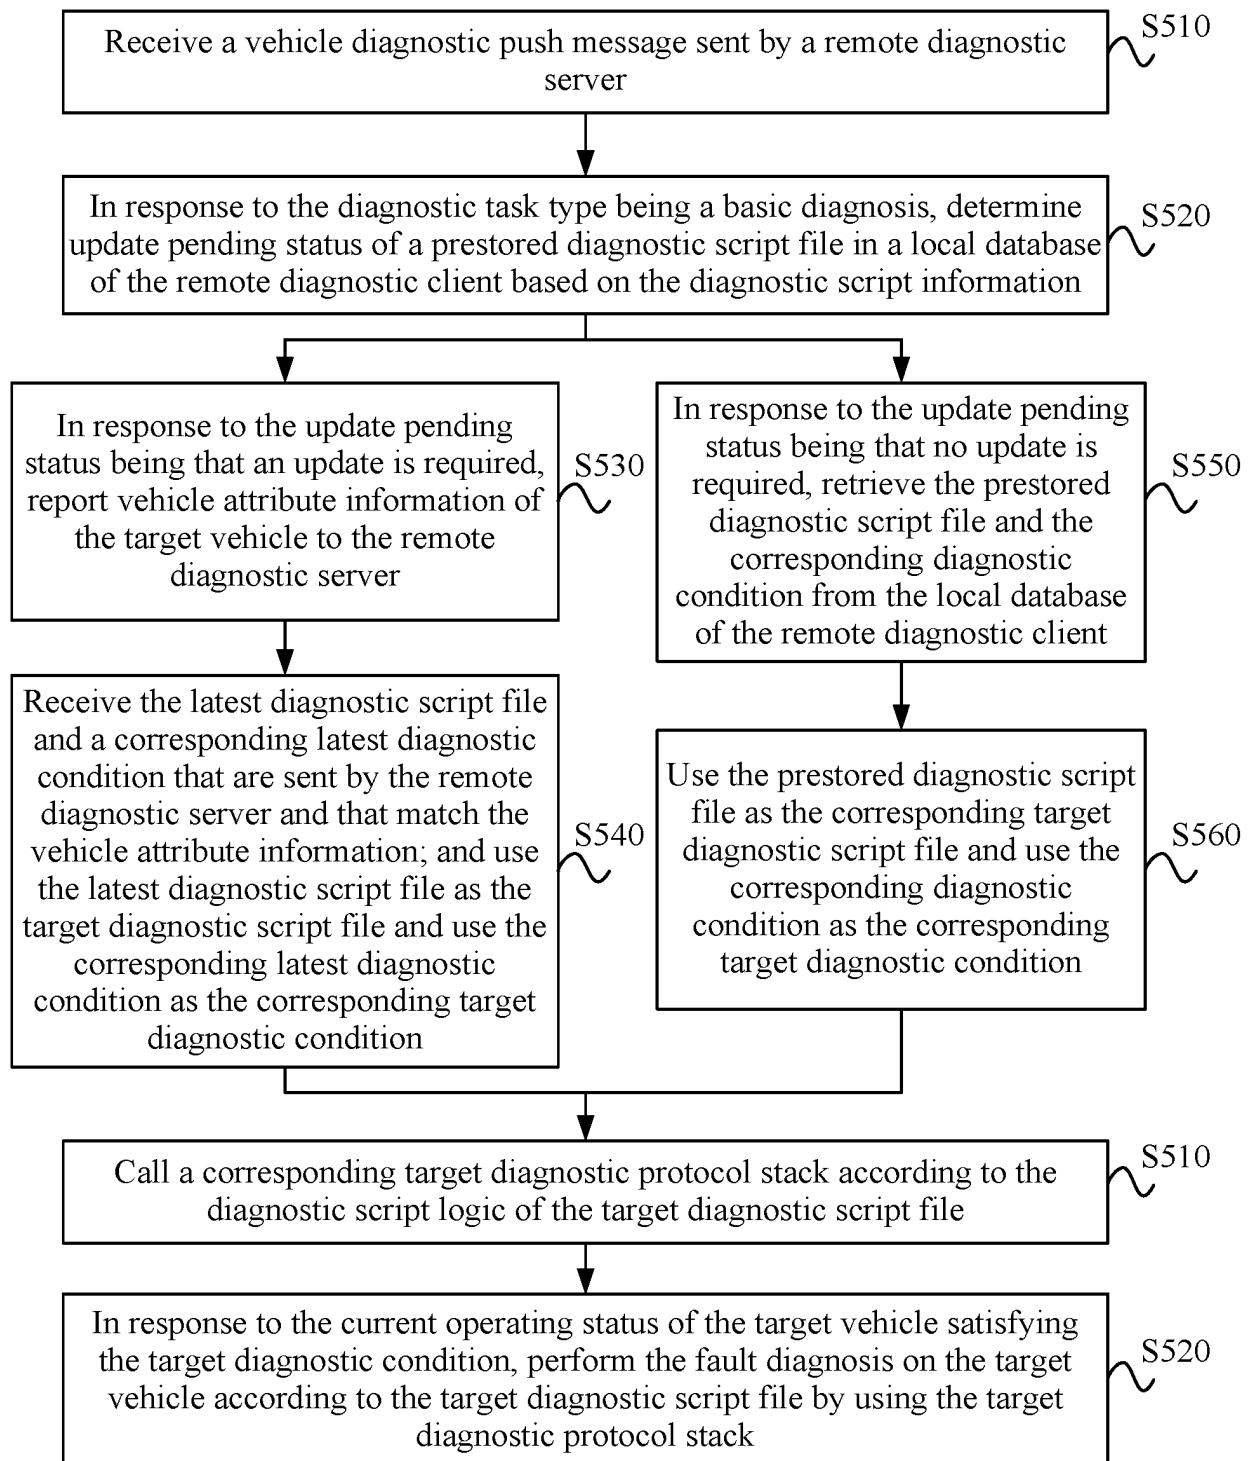 Receive a vehicle diagnostic push message sent by a remote diagnostic
server
S510
In response to the diagnostic task type being a basic diagnosis, determine
update pending status of a prestored diagnostic script file in a local database
of the remote diagnostic client based on the diagnostic script information
S520
In response to the update pending
status being that an update is required,
report vehicle attribute information of
the target vehicle to the remote
diagnostic server
S530
In response to the update pending
status being that no update is
required, retrieve the prestored
diagnostic script file and the
corresponding diagnostic
condition from the local database
of the remote diagnostic client
S550
Receive the latest diagnostic script file
and a corresponding latest diagnostic
condition that are sent by the remote
diagnostic server and that match the
vehicle attribute information; and use
the latest diagnostic script file as the
target diagnostic script file and use the
corresponding latest diagnostic
condition as the corresponding target
diagnostic condition
S540
Use the prestored diagnostic script
file as the corresponding target
diagnostic script file and use the
corresponding diagnostic
condition as the corresponding
target diagnostic condition
S560
Call a corresponding target diagnostic protocol stack according to the
diagnostic script logic of the target diagnostic script file
S510
In response to the current operating status of the target vehicle satisfying
the target diagnostic condition, perform the fault diagnosis on the target
vehicle according to the target diagnostic script file by using the target
diagnostic protocol stack
S520